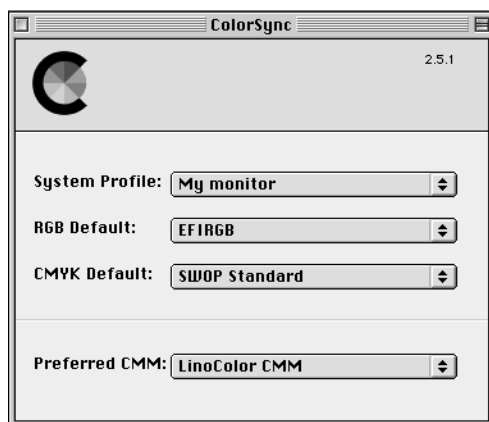 ColorSync
2.5.1
System Profile: My monitor
RGB Default: EFIRGB
CMYK Default: SWOP Standard
Preferred CMM: LinoColor CMM